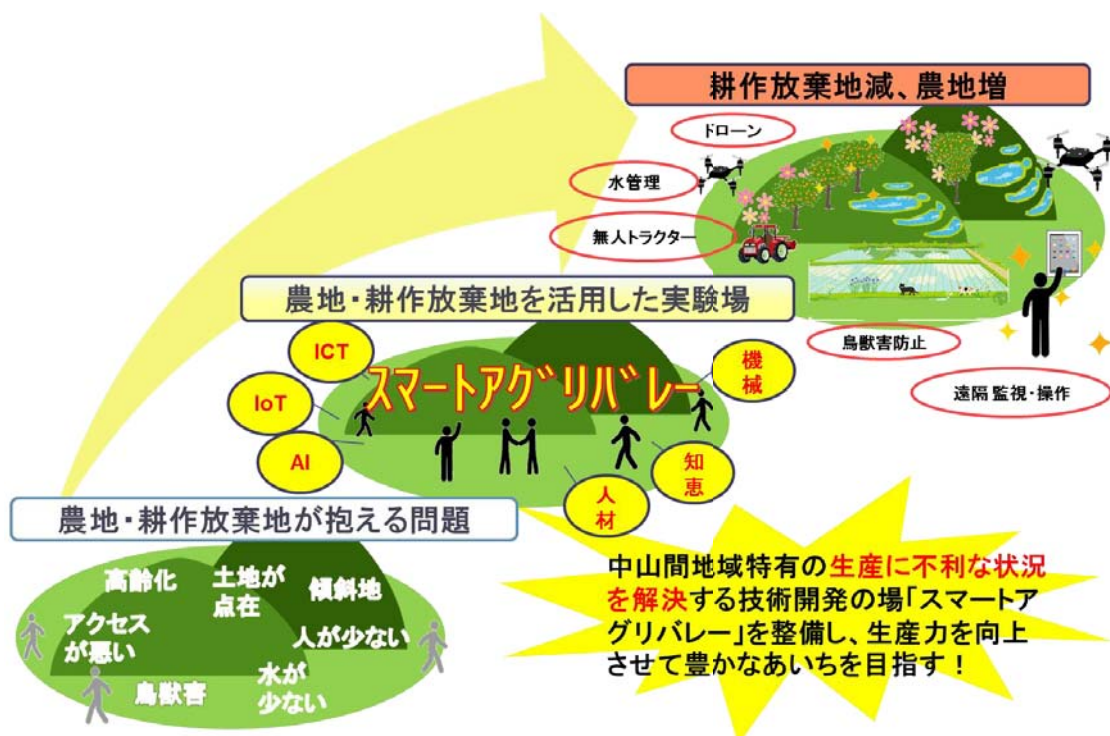 耕作放棄地減、農地増
ドローン
水管理
無人トラクター
鳥獣害防止
遠隔 監視・操作
農地・耕作放棄地を活用した実験場
ICT
IoT
AI
スマートアグリバレー
機
械
知
恵
人
材
農地・耕作放棄地が抱える問題
高齢化
土地が
点在
傾斜地
アクセス
が悪い
人が少ない
鳥獣害
水が
少ない
中山間地域特有の生産に不利な状況
を解決する技術開発の場「スマートア
グリバレー」を整備し、生産力を向上
させて豊かなあいちを目指す！